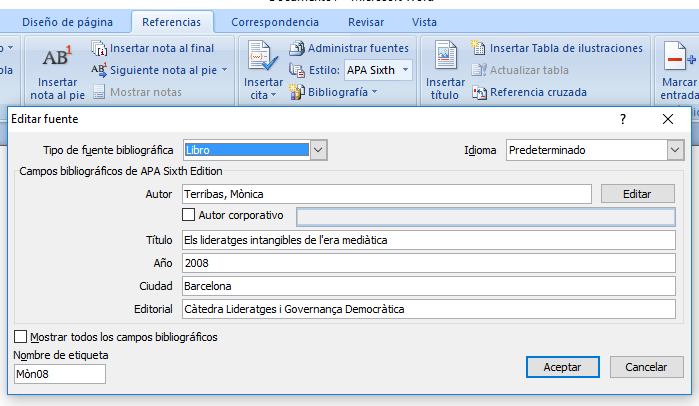 Diseño de página Referencias Correspondencia Revisar Vista
Insertar nota al final
Siguiente nota al pie
Mostrar notas
AB¹
Insertar
nota al pie
Insertar
cita
Administrar fuentes
Estilo: APA Sixth
Bibliografía
Insertar
título
Insertar Tabla de ilustraciones
Actualizar tabla
Referencia cruzada
Marcar
entrada
Editar fuente
? X
Tipo de fuente bibliográfica Libro Idioma Predeterminado
Campos bibliográficos de APA Sixth Edition
Autor Terribas, Mònica Editar
Autor corporativo
Título Els lideratges intangibles de l'era mediàtica
Año 2008
Ciudad Barcelona
Editorial Càtedra Lideratges i Governança Democràtica
Mostrar todos los campos bibliográficos
Nombre de etiqueta
Mòn08
Aceptar Cancelar